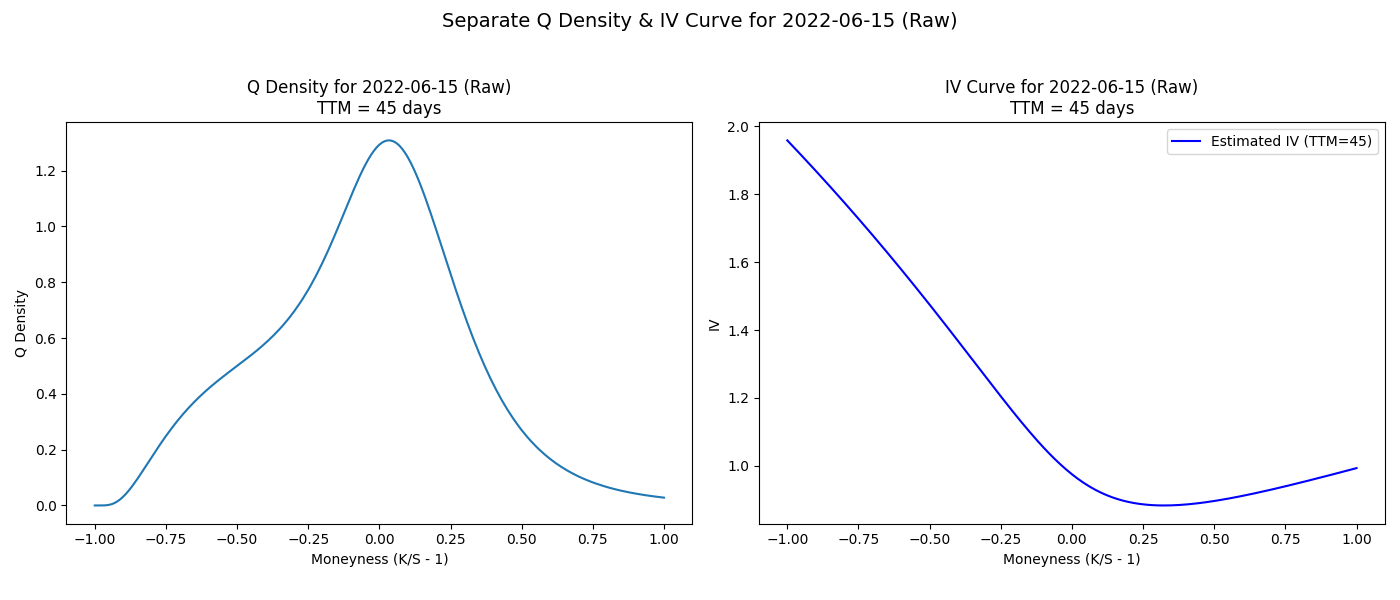 Separate Q Density & IV Curve for 2022-06-15 (Raw)
Q Density for 2022-06-15 (Raw)
TTM = 45 days
Q Density
1.2
1.0
0.8
0.6
0.4
0.2
0.0
−1.00 −0.75 −0.50 −0.25 0.00 0.25 0.50 0.75 1.00
Moneyness (K/S - 1)
IV Curve for 2022-06-15 (Raw)
TTM = 45 days
Estimated IV (TTM=45)
IV
2.0
1.8
1.6
1.4
1.2
1.0
−1.00 −0.75 −0.50 −0.25 0.00 0.25 0.50 0.75 1.00
Moneyness (K/S - 1)